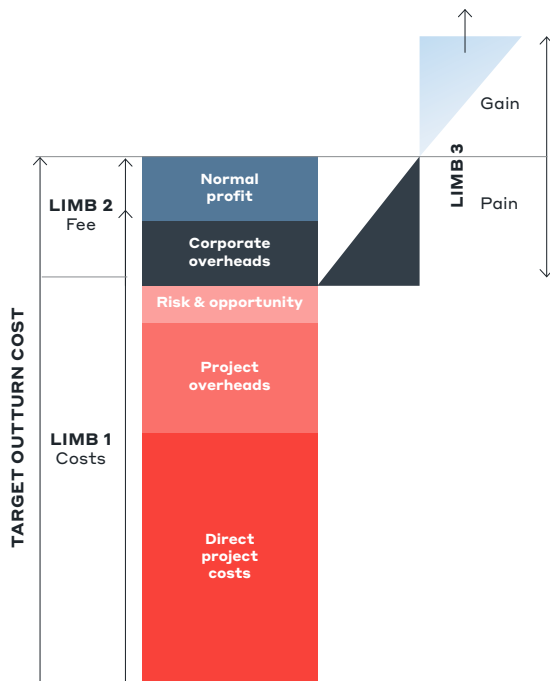 TARGET OUTTURN COST
LIMB 2
Fee
LIMB 1
Costs
Normal
profit
Corporate
overheads
Risk & opportunity
Project
overheads
Direct
project
costs
LIMB 3
Gain
Pain